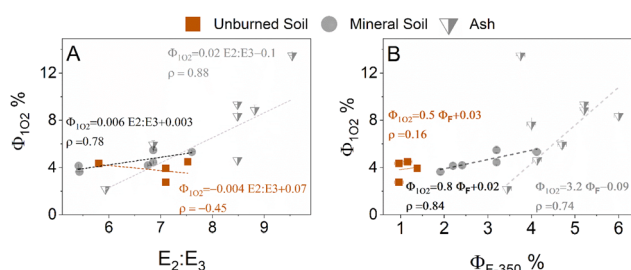 Unburned Soil Mineral Soil Ash
A
Φ1O2=0.02 E2:E3−0.1
ρ = 0.88
Φ1O2=0.006 E2:E3+0.003
ρ = 0.78
Φ1O2=−0.004 E2:E3+0.07
ρ = −0.45
Φ1O2 %
12
8
4
0
6 7 8 9
E2:E3
B
Φ1O2=0.5 ΦF+0.03
ρ = 0.16
Φ1O2=0.8 ΦF+0.02
ρ = 0.84
Φ1O2=3.2 ΦF−0.09
ρ = 0.74
Φ1O2 %
12
8
4
0
1 2 3 4 5 6
ΦF,350 %